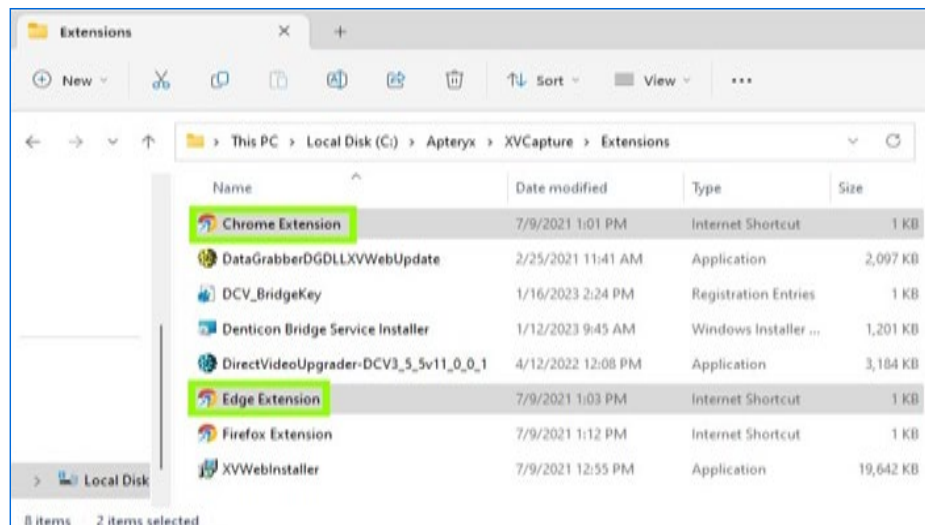 Extensions
New Sort View
This PC > Local Disk (C:) > Apteryx > XVCapture > Extensions
Name Date modified Type Size
Chrome Extension 7/9/2021 1:01 PM Internet Shortcut 1 KB
DataGrabberDGDLLXVWebUpdate 2/25/2021 11:41 AM Application 2,097 KB
DCV_BridgeKey 1/16/2023 2:24 PM Registration Entries 1 KB
Denticon Bridge Service Installer 1/12/2023 9:45 AM Windows Installer ... 1,201 KB
DirectVideoUpgrader-DCV3_5_5v11_0_0_1 4/12/2022 12:08 PM Application 3,184 KB
Edge Extension 7/9/2021 1:03 PM Internet Shortcut 1 KB
Firefox Extension 7/9/2021 1:12 PM Internet Shortcut 1 KB
XVWebInstaller 7/9/2021 12:55 PM Application 19,642 KB
Local Disk
8 items 2 items selected